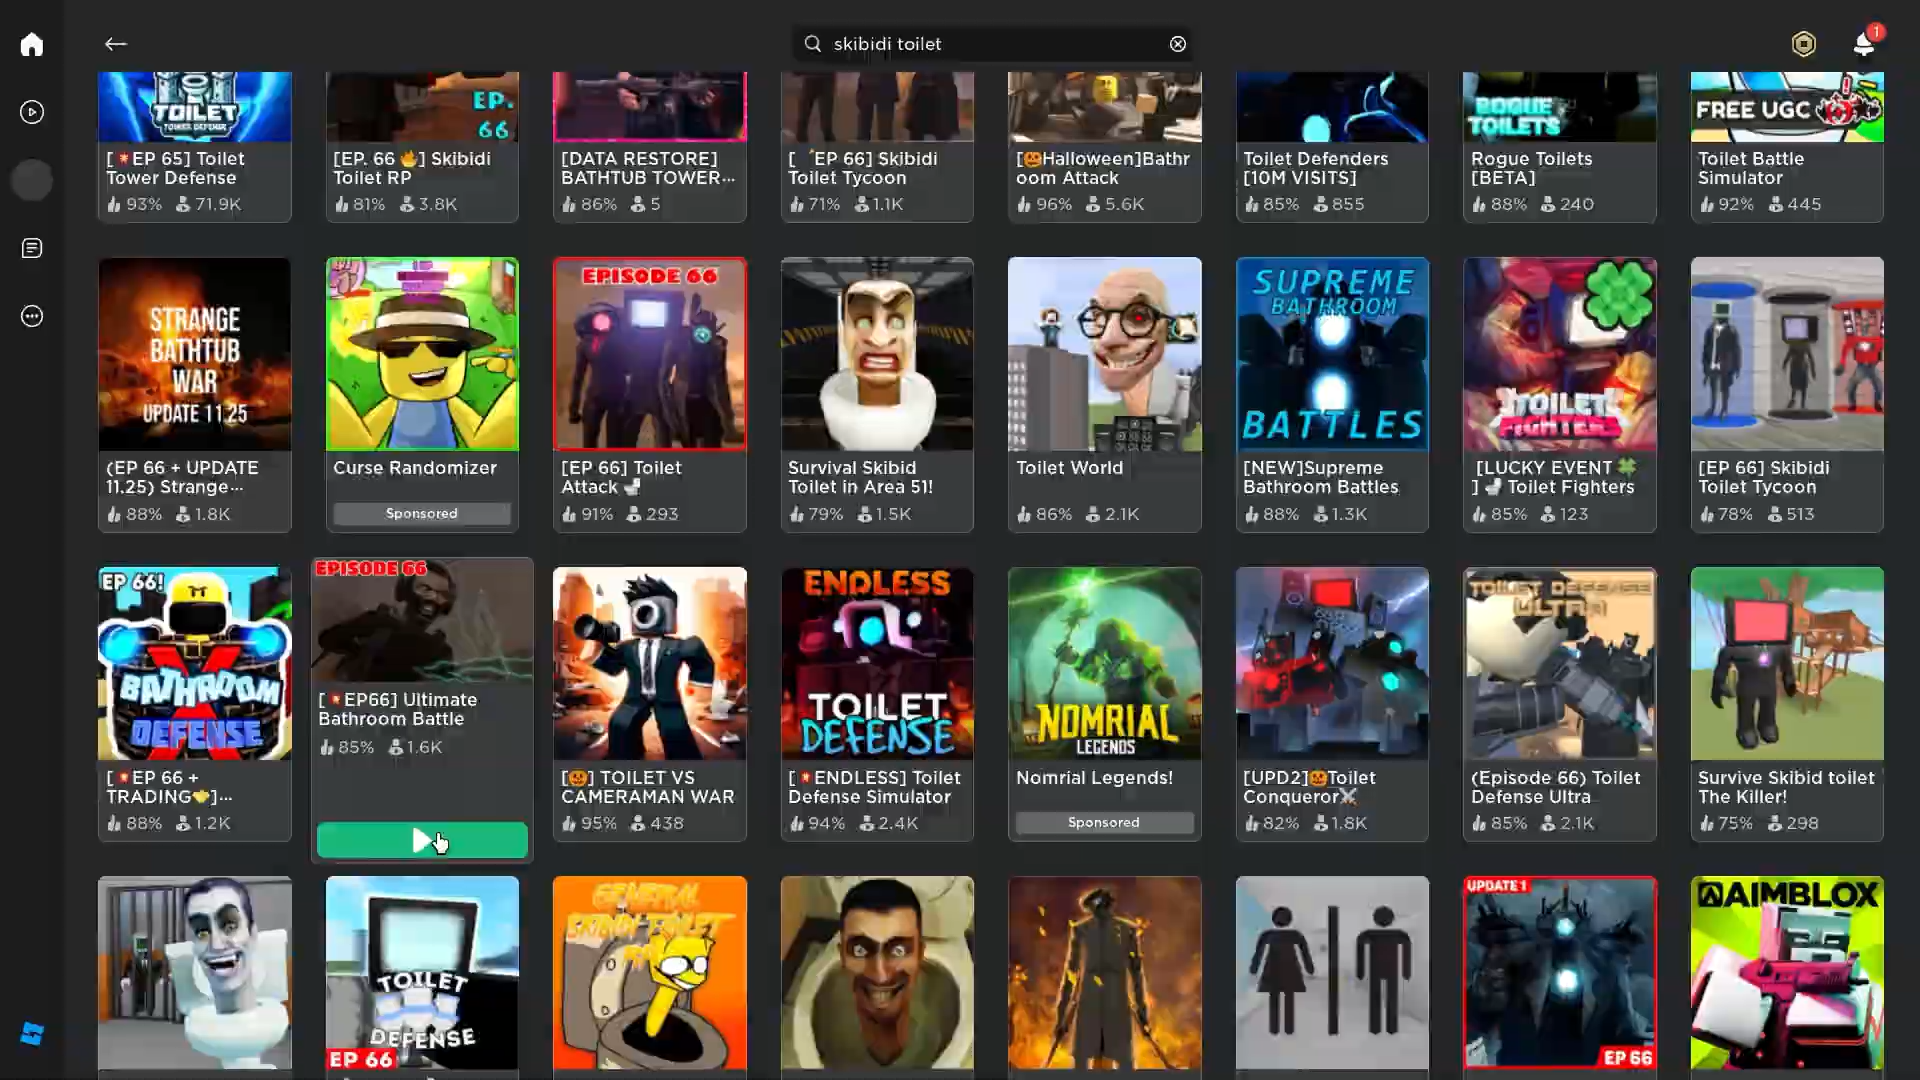 skibidi toilet
1
TOILET
TOWER DEFENSE
EP.
66
ROGUE
TOILETS
FREE UGC
[💥EP 65] Toilet
Tower Defense
93% 71.9K
[EP. 66 🔥] Skibidi
Toilet RP
81% 3.8K
[DATA RESTORE]
BATHTUB TOWER...
86% 5
[ EP 66] Skibidi
Toilet Tycoon
71% 1.1K
[🎃Halloween]Bathr
oom Attack
96% 5.6K
Toilet Defenders
[10M VISITS]
85% 855
Rogue Toilets
[BETA]
88% 240
Toilet Battle
Simulator
92% 445
STRANGE
BATHTUB
WAR
UPDATE 11.25
EPISODE 66
SUPREME
BATHROOM
BATTLES
TOILET
FIGHTERS
(EP 66 + UPDATE
11.25) Strange...
88% 1.8K
Curse Randomizer
Sponsored
[EP 66] Toilet
Attack 🚽
91% 293
Survival Skibid
Toilet in Area 51!
79% 1.5K
Toilet World
86% 2.1K
[NEW]Supreme
Bathroom Battles
88% 1.3K
[LUCKY EVENT🍀
]🚽 Toilet Fighters
85% 123
[EP 66] Skibidi
Toilet Tycoon
78% 513
EP 66!
BATHROOM
DEFENSE
[💥EP 66 +
TRADING🤝]...
88% 1.2K
EPISODE 66
[💥EP66] Ultimate
Bathroom Battle
85% 1.6K
[🎃] TOILET VS
CAMERAMAN WAR
95% 438
ENDLESS
TOILET
DEFENSE
[💥ENDLESS] Toilet
Defense Simulator
94% 2.4K
NOMRIAL
LEGENDS
Nomrial Legends!
Sponsored
[UPD2]🎃Toilet
Conqueror⚔
82% 1.8K
TOILET DEFENSE
ULTRA
(Episode 66) Toilet
Defense Ultra
85% 2.1K
Survive Skibid toilet
The Killer!
75% 298
TOILET
DEFENSE
EP 66
GENERAL
UPDATE 1
EP 66
AIMBLOX